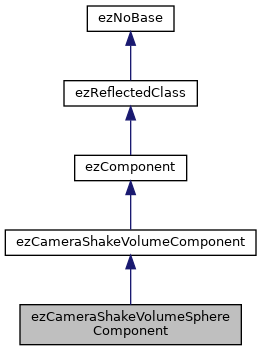 ezNoBase
ezReflectedClass
ezComponent
ezCameraShakeVolumeComponent
ezCameraShakeVolumeSphere
Component